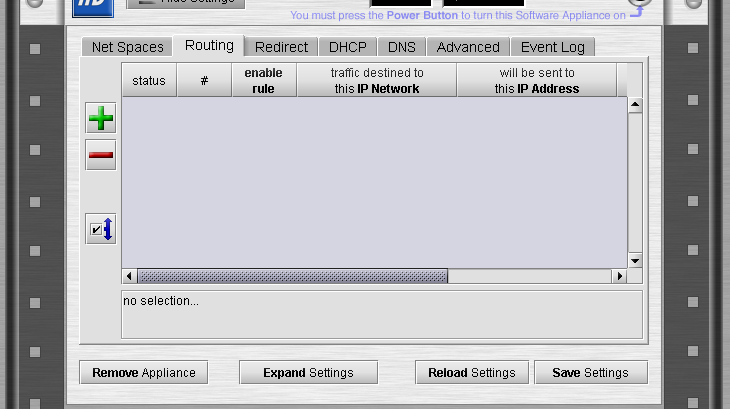 Hide Settings
You must press the Power Button to turn this Software Appliance on
Net Spaces Routing Redirect DHCP DNS Advanced Event Log
status # enable rule traffic destined to this IP Network will be sent to this IP Address
no selection...
Remove Appliance Expand Settings Reload Settings Save Settings